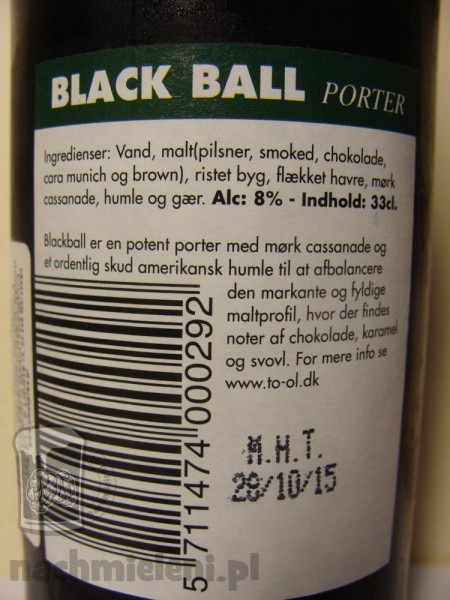 BLACK BALL PORTER
Ingredienser: Vand, malt(pilsner, smoked, chokolade,
cara munich og brown), ristet byg, flækket havre, mørk
cassanade, humle og gær. Alc: 8% - Indhold: 33cl.
Blackball er en potent porter med mørk cassanade og
et ordentlig skud amerikansk humle til at afbalancere
den markante og fyldige
maltprofil, hvor der findes
noter af chokolade, karamel
og svovl. For mere info se
www.to-ol.dk
M.H.T.
28/10/15
5 711474 000292
nachmieleni.pl